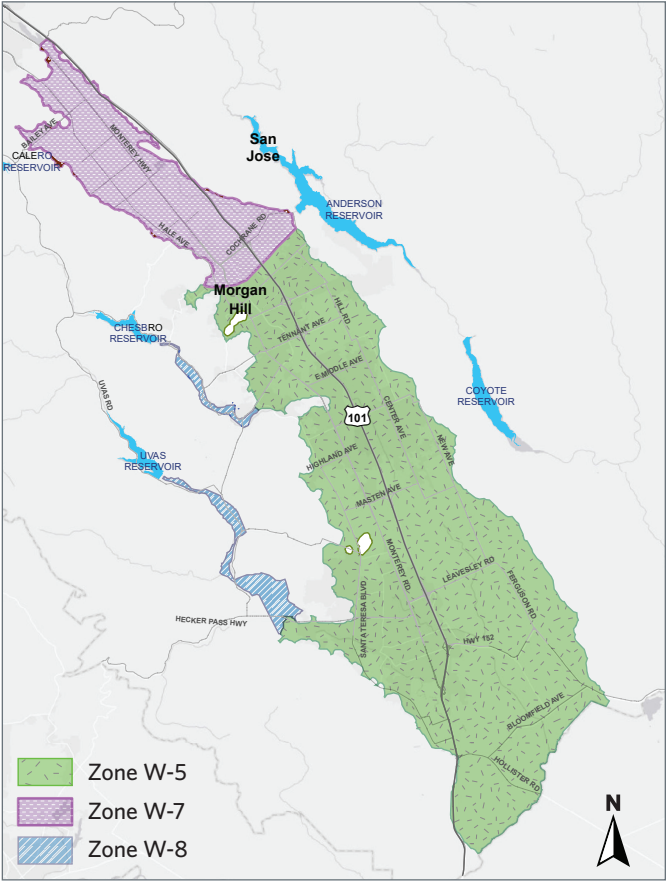 San
Jose
BAILEY AVE
MONTEREY HWY
CALERO
RESERVOIR
ANDERSON
RESERVOIR
HALE AVE
COCHRANE RD
Morgan
Hill
HILL RD
TENNANT AVE
CHESBRO
RESERVOIR
E.MIDDLE AVE
COYOTE
RESERVOIR
UVAS RD
101
CENTER AVE
NEW AVE
HIGHLAND AVE
UVAS
RESERVOIR
MASTEN AVE
MONTEREY RD
LEAVESLEY RD
FERGUSON RD
SANTA TERESA BLVD
HECKER PASS HWY
HWY 152
BLOOMFIELD AVE
HOLLISTER RD
Zone W-5
Zone W-7
Zone W-8
N